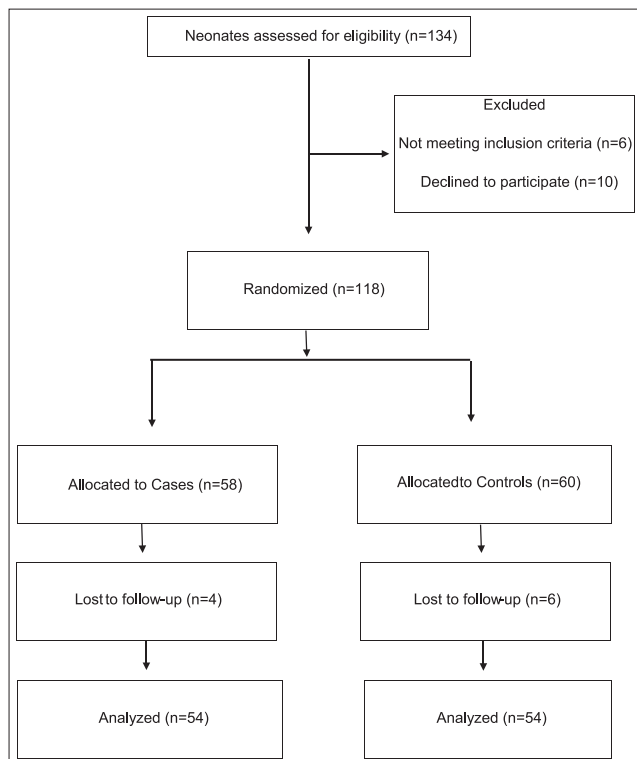 Neonates assessed for eligibility (n=134)
Excluded
Not meeting inclusion criteria (n=6)
Declined to participate (n=10)
Randomized (n=118)
Allocated to Cases (n=58)
Allocatedto Controls (n=60)
Lost to follow-up (n=4)
Lost to follow-up (n=6)
Analyzed (n=54)
Analyzed (n=54)